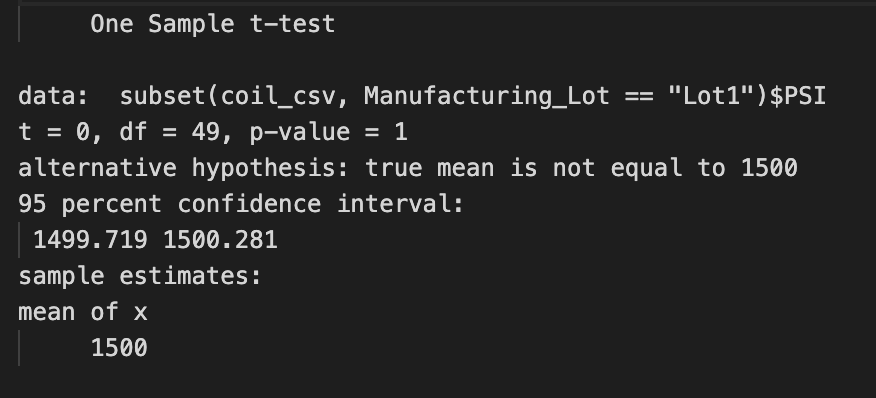 One Sample t-test
data:  subset(coil_csv, Manufacturing_Lot == "Lot1")$PSI
t = 0, df = 49, p-value = 1
alternative hypothesis: true mean is not equal to 1500
95 percent confidence interval:
1499.719 1500.281
sample estimates:
mean of x
1500